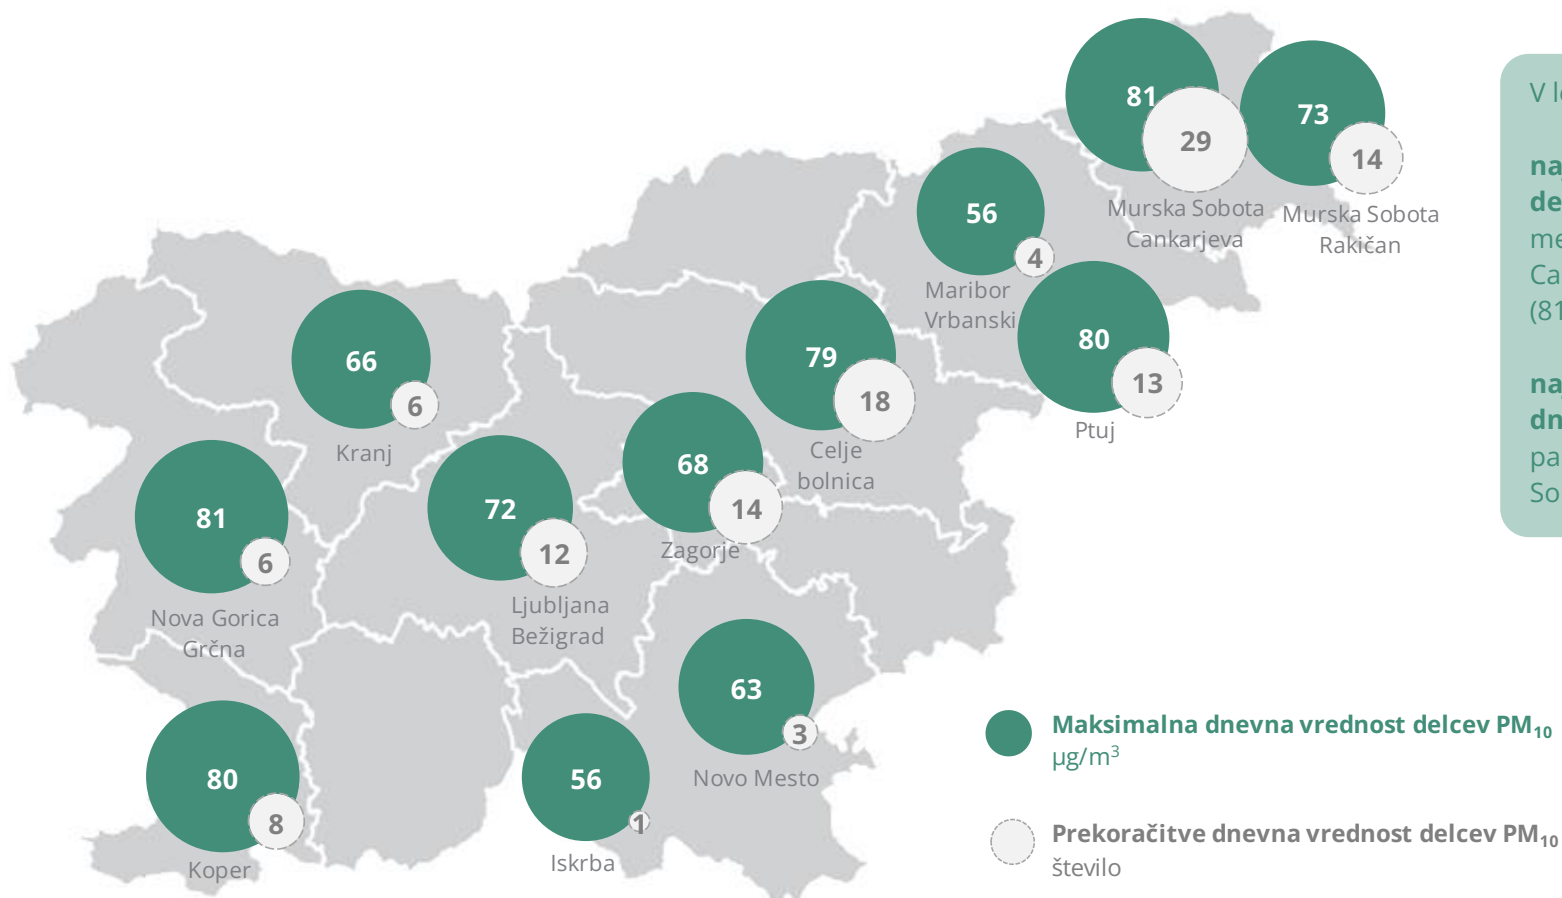 81
29
Murska Sobota
Cankarjeva
73
14
Murska Sobota
Rakičan
56
4
Maribor
Vrbanski
80
13
Ptuj
66
6
Kranj
79
18
Celje
bolnica
68
14
Zagorje
72
12
Ljubljana
Bežigrad
81
6
Nova Gorica
Grčna
63
3
Novo Mesto
80
8
Koper
56
1
Iskrba
V
(81
Maksimalna dnevna vrednost delcev PM₁₀
µg/m³
Prekoračitve dnevna vrednost delcev PM₁₀
število